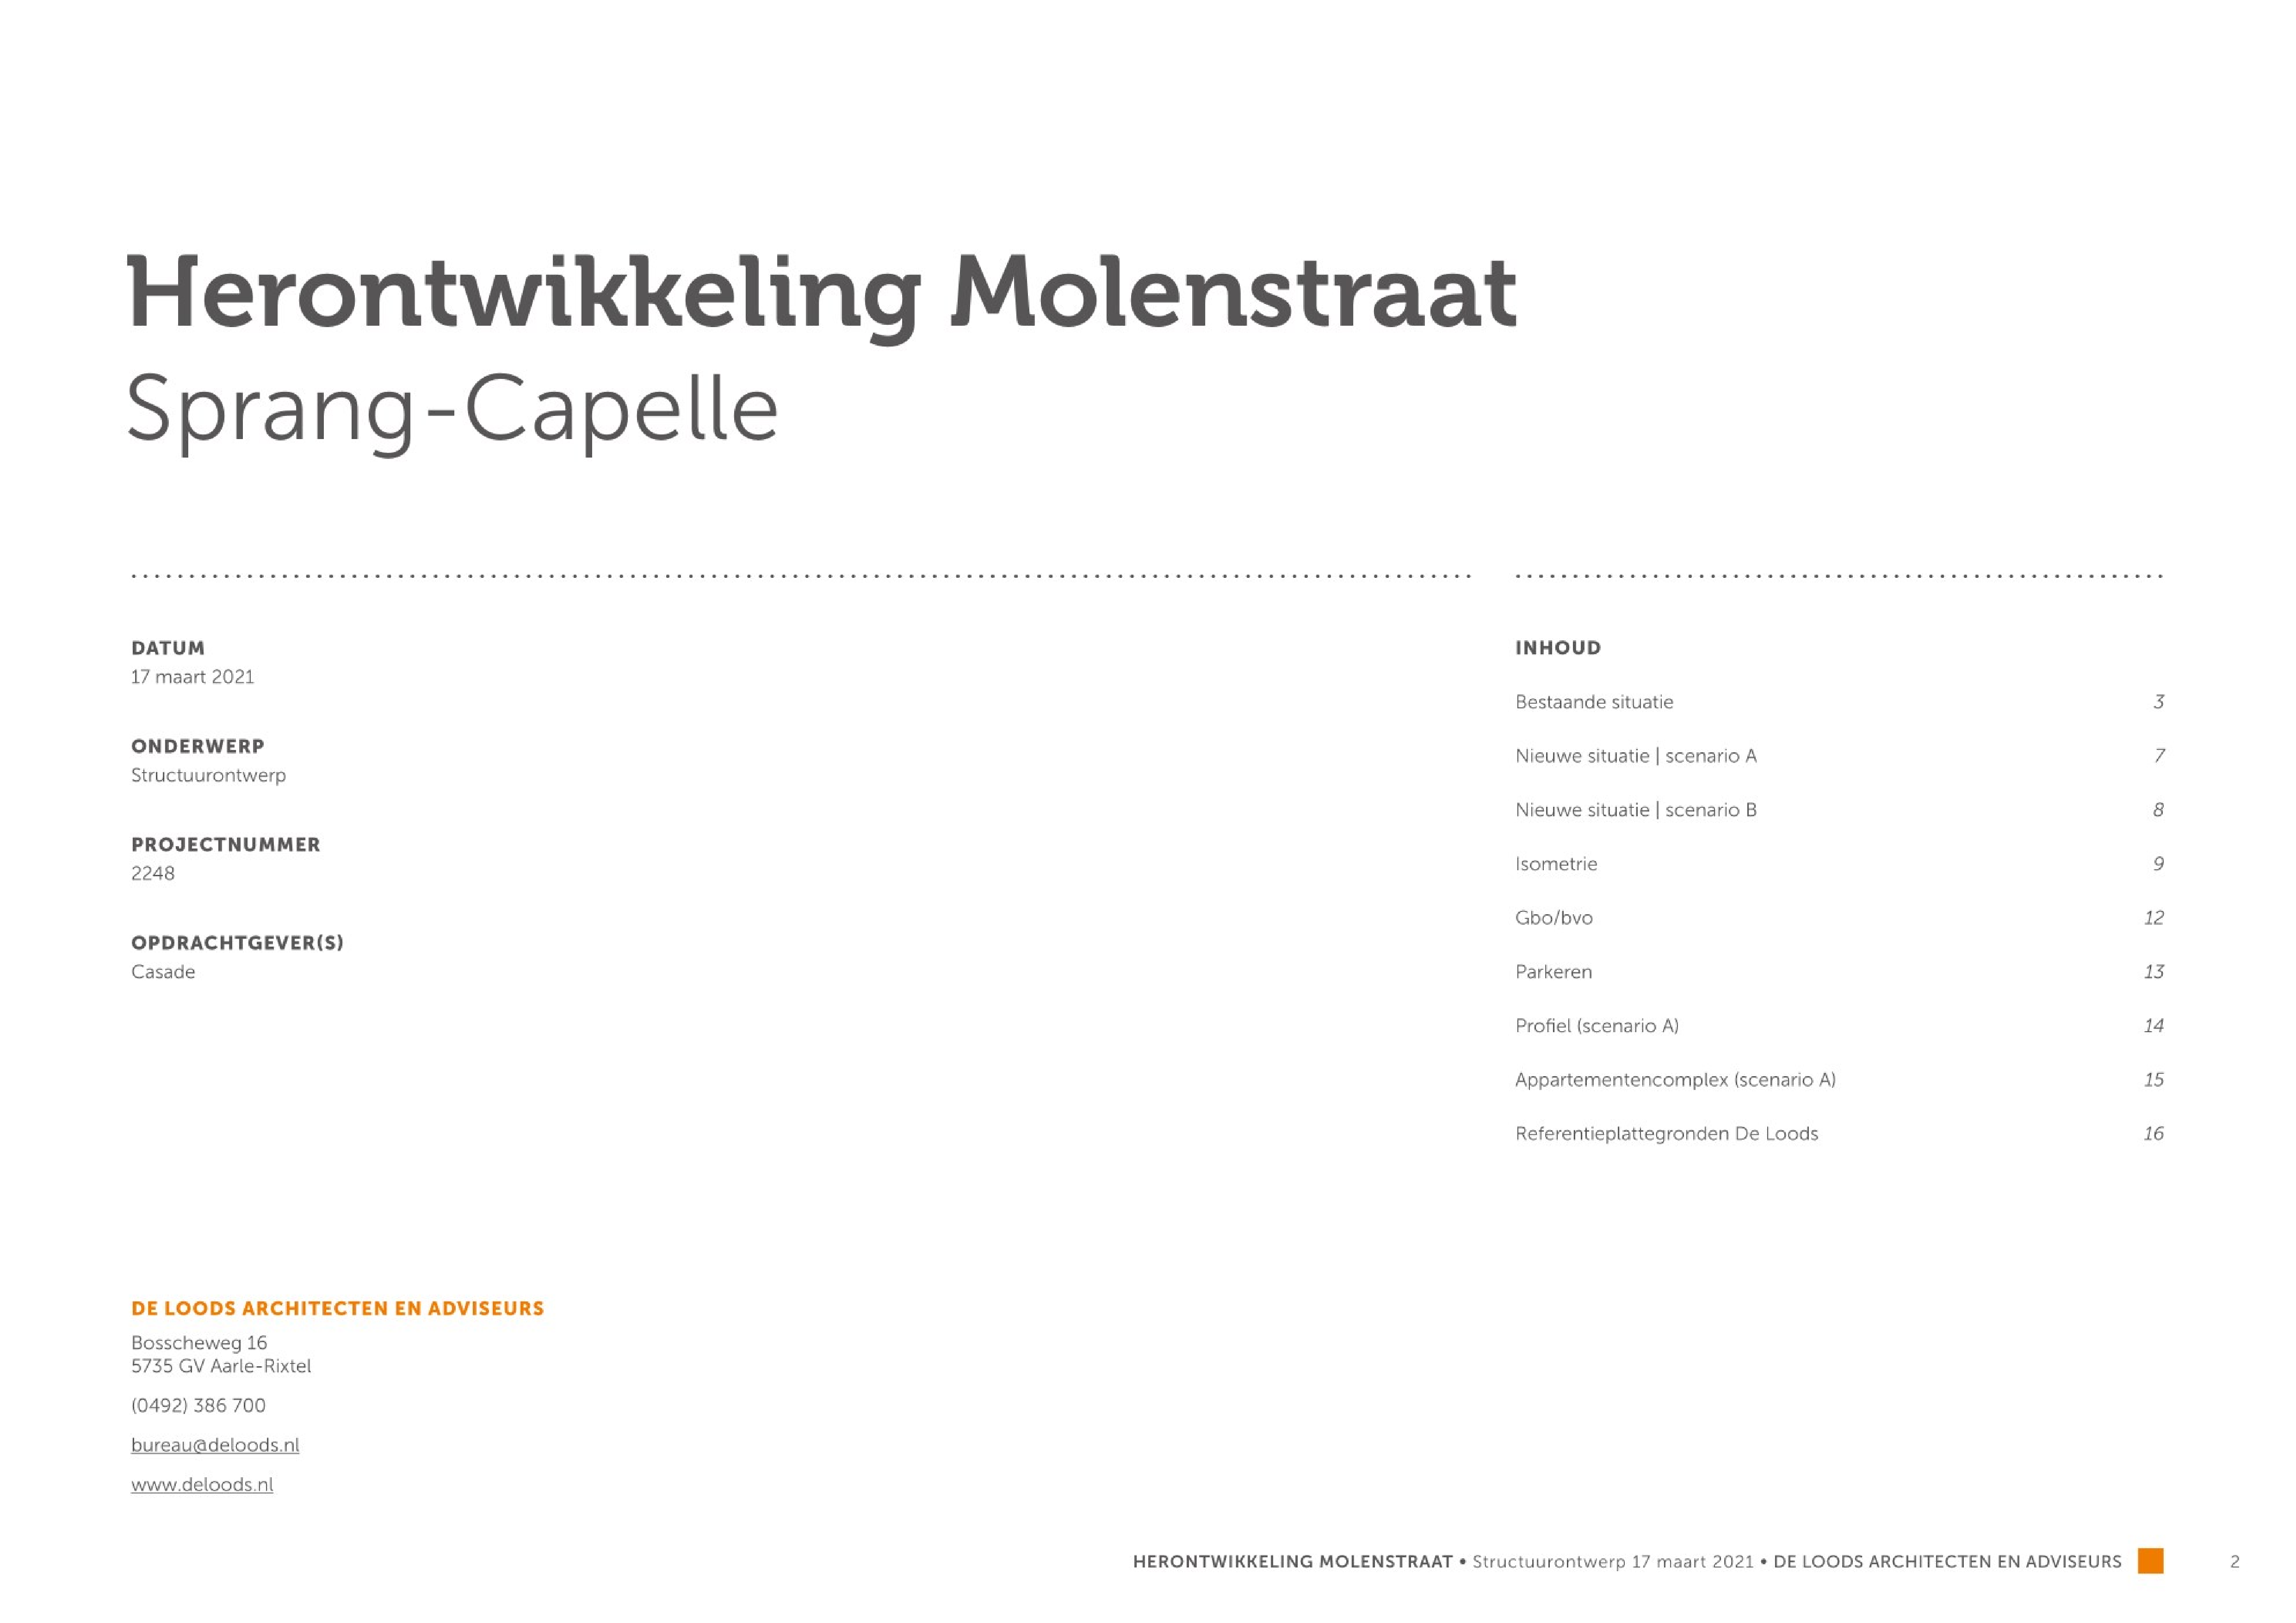 Herontwikkeling Molenstraat
Sprang-Capelle
DATUM
17 maart 2021
ONDERWERP
Structuurontwerp
PROJECTNUMMER
2248
OPDRACHTGEVER(S)
Casade
INHOUD
Bestaande situatie 3
Nieuwe situatie | scenario A 7
Nieuwe situatie | scenario B 8
Isometrie 9
Gbo/bvo 12
Parkeren 13
Profiel (scenario A) 14
Appartementencomplex (scenario A) 15
Referentieplattegronden De Loods 16
DE LOODS ARCHITECTEN EN ADVISEURS
Bosscheweg 16
5735 GV Aarle-Rixtel
(0492) 386 700
bureau@deloods.nl
www.deloods.nl
HERONTWIKKELING MOLENSTRAAT • Structuurontwerp 17 maart 2021 • DE LOODS ARCHITECTEN EN ADVISEURS 2